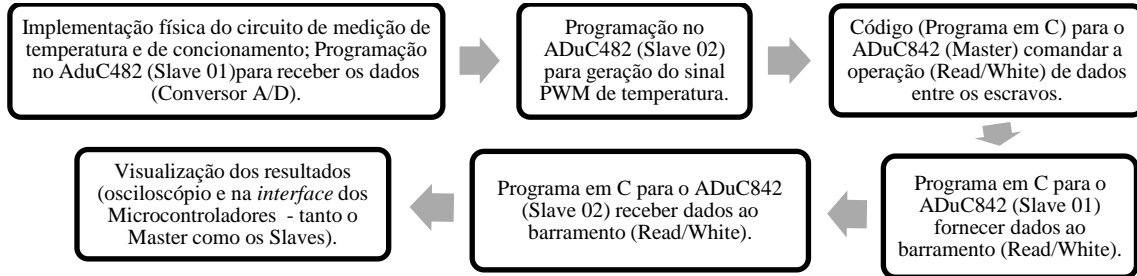 Implementação física do circuito de medição de
temperatura e de concionamento; Programação
no AduC482 (Slave 01)para receber os dados
(Conversor A/D).
Programação no
ADuC482 (Slave 02)
para geração do sinal
PWM de temperatura.
Código (Programa em C) para o
ADuC842 (Master) comandar a
operação (Read/White) de dados
entre os escravos.
Programa em C para o
ADuC842 (Slave 01)
fornecer dados ao
barramento (Read/White).
Programa em C para o ADuC842
(Slave 02) receber dados ao
barramento (Read/White).
Visualização dos resultados
(osciloscópio e na interface dos
Microcontroladores - tanto o
Master como os Slaves).